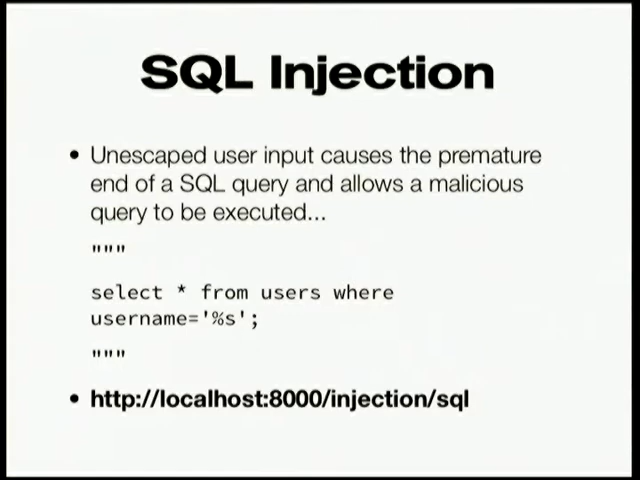 SQL Injection
• Unescaped user input causes the premature
end of a SQL query and allows a malicious
query to be executed...
"""
select * from users where
username='%s';
"""
• http://localhost:8000/injection/sql